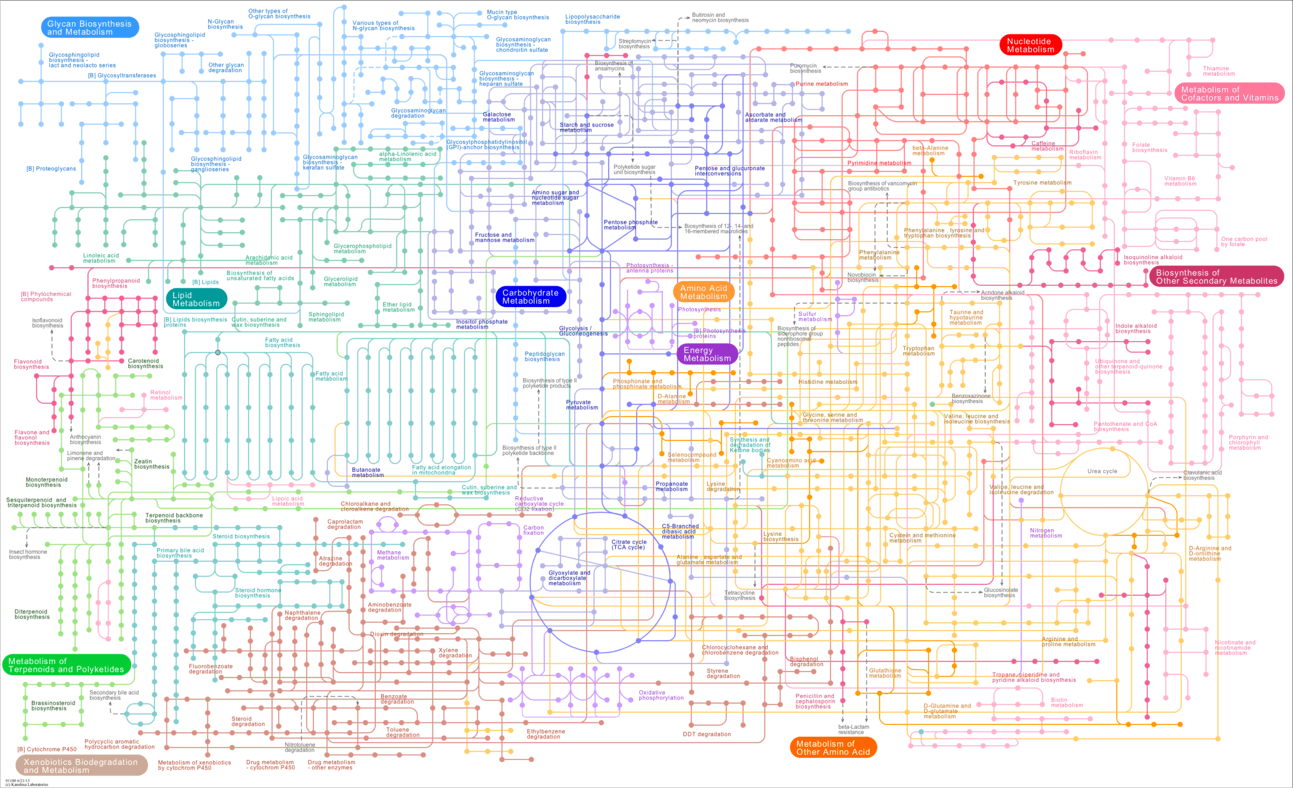 Glycan Biosynthesis
and Metabolism
Other types of
O-glycan biosynthesis
N-Glycan
biosynthesis
Various types of
N-glycan biosynthesis
Mucin type
O-glycan biosynthesis
Lipopolysaccharide
biosynthesis
Butirosin and
neomycin biosynthesis
Streptomycin
biosynthesis
Nucleotide
Metabolism
Glycosphingolipid
biosynthesis -
globoseries
Glycosaminoglycan
biosynthesis -
chondroitin sulfate
Glycosphingolipid
biosynthesis -
lact and neolacto series
Other glycan
degradation
[B] Glycosyltransferases
Glycosaminoglycan
biosynthesis -
heparan sulfate
Biosynthesis of
ansamycins
Puromycin
biosynthesis
Purine metabolism
Thiamine
metabolism
Metabolism of
Cofactors and Vitamins
Glycosaminoglycan
degradation
Galactose
metabolism
Starch and sucrose
metabolism
Ascorbate and
aldarate metabolism
Glycosylphosphatidylinositol
(GPI)-anchor biosynthesis
Caffeine
metabolism
beta-Alanine
metabolism
Riboflavin
metabolism
Folate
biosynthesis
[B] Proteoglycans
Glycosphingolipid
biosynthesis -
ganglioseries
Glycosaminoglycan
biosynthesis -
keratan sulfate
alpha-Linolenic acid
metabolism
Polyketide sugar
unit biosynthesis
Pentose and glucuronate
interconversions
Pyrimidine metabolism
Biosynthesis of vancomycin
group antibiotics
Tyrosine metabolism
Vitamin B6
metabolism
Amino sugar and
nucleotide sugar
metabolism
Pentose phosphate
metabolism
Biosynthesis of 12-, 14- and
16-membered macrolides
Fructose and
mannose metabolism
Phenylalanine , tyrosine and
tryptophan biosynthesis
Phenylalanine
metabolism
One carbon pool
by folate
Linoleic acid
metabolism
Arachidonic acid
metabolism
Glycerophospholipid
metabolism
Isoquinoline alkaloid
biosynthesis
Photosynthesis -
antenna proteins
Novobiocin
biosynthesis
Biosynthesis of
Other Secondary Metabolites
Phenylpropanoid
biosynthesis
[B] Lipids
Biosynthesis of
unsaturated fatty acids
Glycerolipid
metabolism
[B] Phytochemical
compounds
Lipid
Metabolism
Carbohydrate
Metabolism
Amino Acid
Metabolism
Acridone alkaloid
biosynthesis
Ether lipid
metabolism
Photosynthesis
Sulfur
metabolism
Taurine and
hypotaurine
metabolism
Isoflavonoid
biosynthesis
[B] Lipids biosynthesis
proteins
Cutin, suberine and
wax biosynthesis
Sphingolipid
metabolism
Inositol phosphate
metabolism
Glycolysis /
Gluconeogenesis
[B] Photosynthesis
proteins
Biosynthesis of
siderophore group
nonribosomal
peptides
Indole alkaloid
biosynthesis
Fatty acid
biosynthesis
Energy
Metabolism
Tryptophan
metabolism
Flavonoid
biosynthesis
Carotenoid
biosynthesis
Peptidoglycan
biosynthesis
Ubiquinone and
other terpenoid-quinone
biosynthesis
Fatty acid
metabolism
Biosynthesis of type II
polyketide products
Phosphonate and
phosphinate metabolism
Histidine metabolism
Retinol
metabolism
D-Alanine
metabolism
Benzoxazinone
biosynthesis
Pyruvate
metabolism
Glycine, serine and
threonine metabolism
Valine, leucine and
isoleucine biosynthesis
Pantothenate and CoA
biosynthesis
Flavone and
flavonol
biosynthesis
Anthocyanin
biosynthesis
Synthesis and
degradation of
Ketone bodies
Porphyrin and
chlorophyll
metabolism
Limonene and
pinene degradation
Zeatin
biosynthesis
Biosynthesis of type II
polyketide backbone
Selenocompound
metabolism
Cyanoamino acid
metabolism
Butanoate
metabolism
Fatty acid elongation
in mitochondria
Urea cycle
Clavulanic acid
biosynthesis
Monoterpenoid
biosynthesis
Cutin, suberine and
wax biosynthesis
Propanoate
metabolism
Lysine
degradation
Valine, leucine and
isoleucine degradation
Sesquiterpenoid and
triterpenoid biosynthesis
Lipoic acid
metabolism
Chloroalkane and
chloroalkene degradation
Reductive
carboxylate cycle
(CO2 fixation)
Terpenoid backbone
biosynthesis
Caprolactam
degradation
Carbon
fixation
C5-Branched
dibasic acid
metabolism
Lysine
biosynthesis
Cystein and methionine
metabolism
Nitrogen
metabolism
Insect hormone
biosynthesis
Steroid biosynthesis
Primary bile acid
biosynthesis
Atrazine
degradation
Methane
metabolism
Citrate cycle
(TCA cycle)
Alanine , aspartate and
glutamate metabolism
D-Arginine and
D-ornithine
metabolism
Glyoxylate and
dicarboxylate
metabolism
Steroid hormone
biosynthesis
Tetracycline
biosynthesis
Glucosinolate
biosynthesis
Diterpenoid
biosynthesis
Naphthalene
degradation
Aminobenzoate
degradation
Dioxin degradation
Arginine and
proline metabolism
Nicotinate and
nicotinamide
metabolism
Xylene
degradation
Chlorocyclohexane and
chlorobenzene degradation
Bisphenol
degradation
Metabolism of
Terpenoids and Polyketides
Fluorobenzoate
degradation
Styrene
degradation
Glutathione
metabolism
Tropane, piperidine and
pyridine alkaloid biosynthesis
Secondary bile acid
biosynthesis
Benzoate
degradation
Oxidative
phosphorylation
Penicillin and
cephalosporin
biosynthesis
Biotin
metabolism
Brassinosteroid
biosynthesis
D-Glutamine and
D-glutamate
metabolism
Steroid
degradation
Toluene
degradation
Ethylbenzene
degradation
DDT degradation
beta-Lactam
resistance
[B] Cytochrome P450
Polycyclic aromatic
hydrocarbon degradation
Nitrotoluene
degradation
Metabolism of
Other Amino Acid
Xenobiotics Biodegradation
and Metabolism
Metabolism of xenobiotics
by cytochrom P450
Drug metabolism
- cytochrom P450
Drug metabolism
- other enzymes
(c) Kanehisa Laboratories